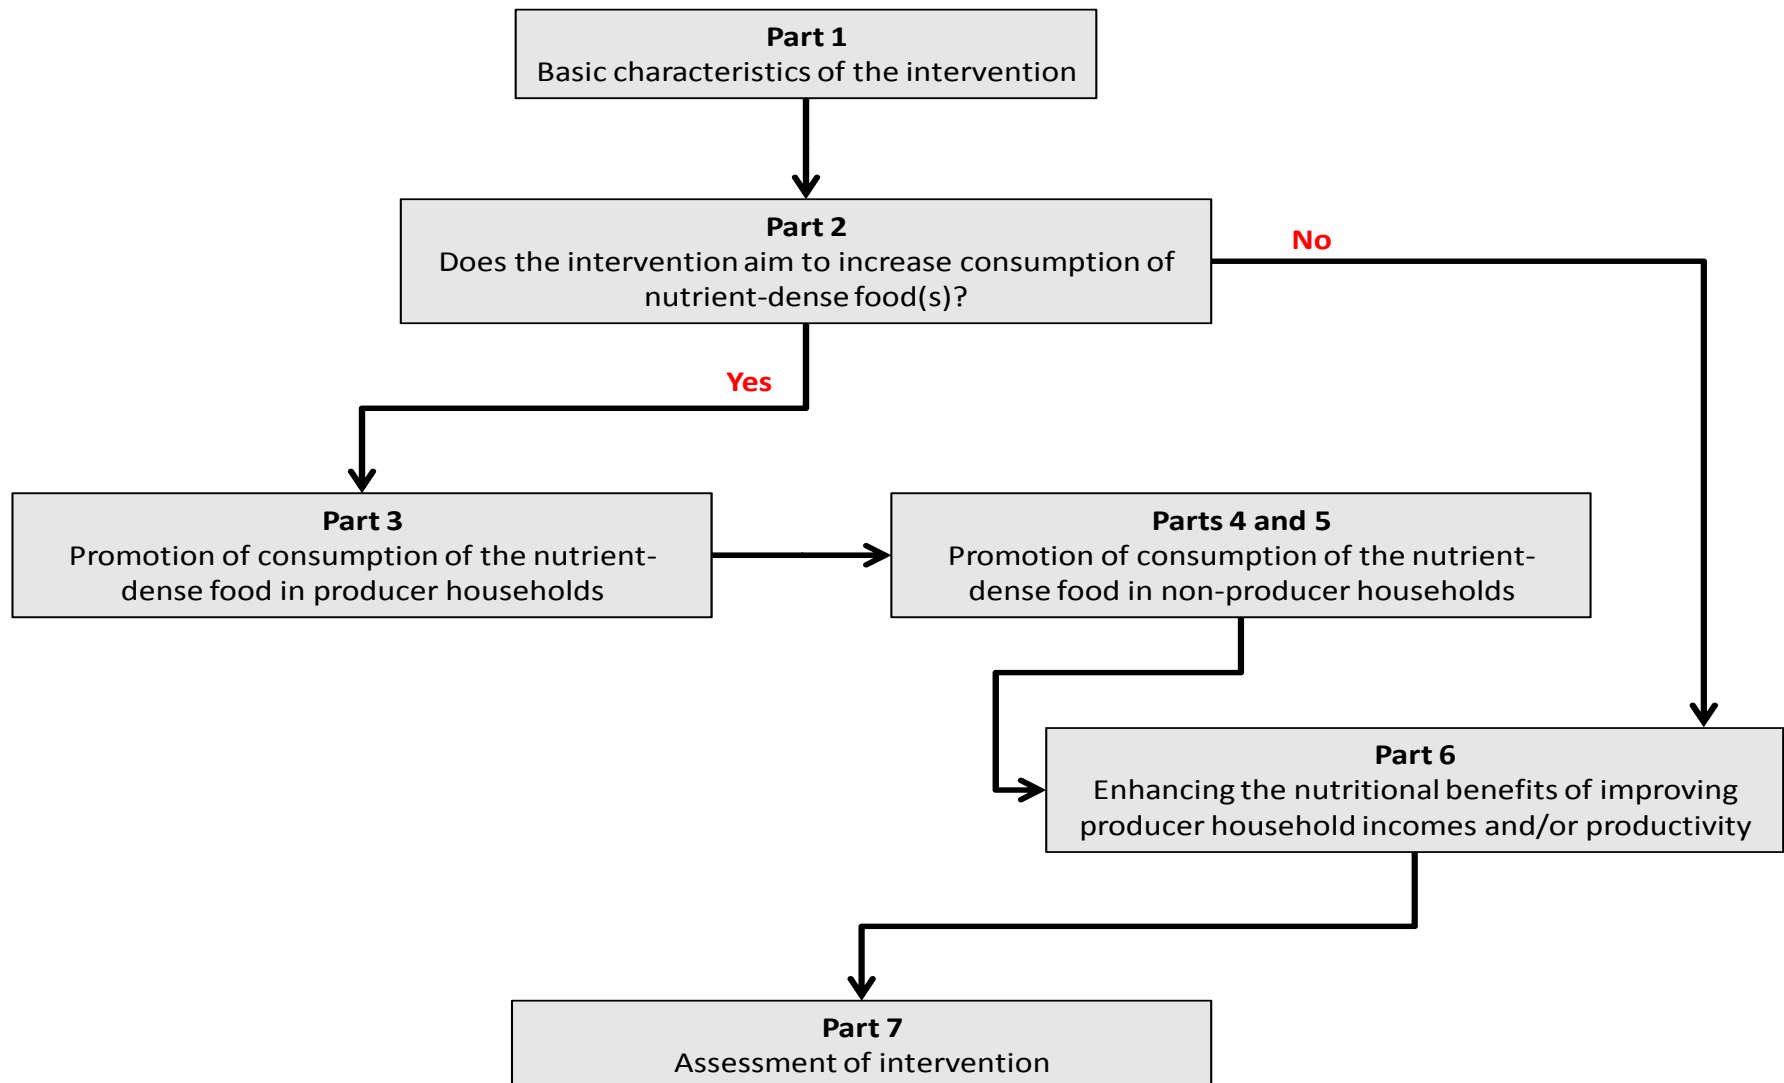 Part 1
Basic characteristics of the intervention
Part 2
Does the intervention aim to increase consumption of
nutrient-dense food(s)?
No
Yes
Part 3
Promotion of consumption of the nutrient-
dense food in producer households
Parts 4 and 5
Promotion of consumption of the nutrient-
dense food in non-producer households
Part 6
Enhancing the nutritional benefits of improving
producer household incomes and/or productivity
Part 7
Assessment of intervention